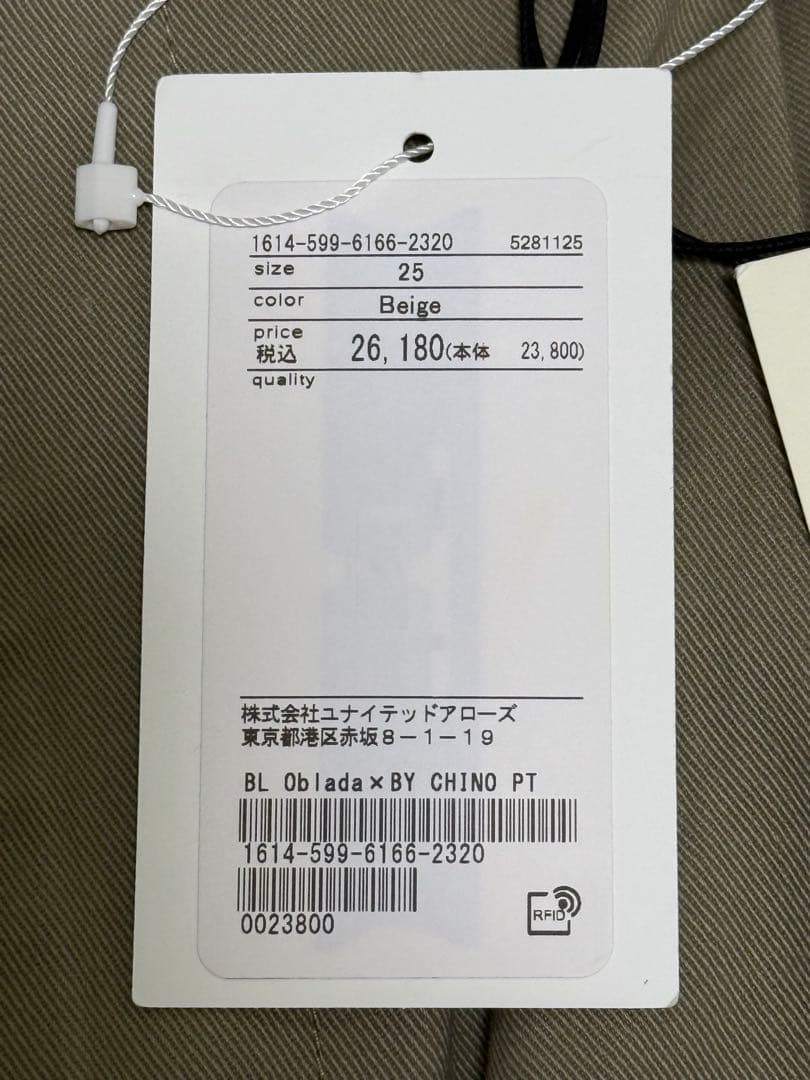 1614-599-6166-2320 5281125
size 25
color Beige
price
税込 26,180(本体 23,800)
quality
株式会社ユナイテッドアローズ
東京都港区赤坂８－１－１９
BL Oblada×BY CHINO PT
1614-599-6166-2320
0023800
RFID